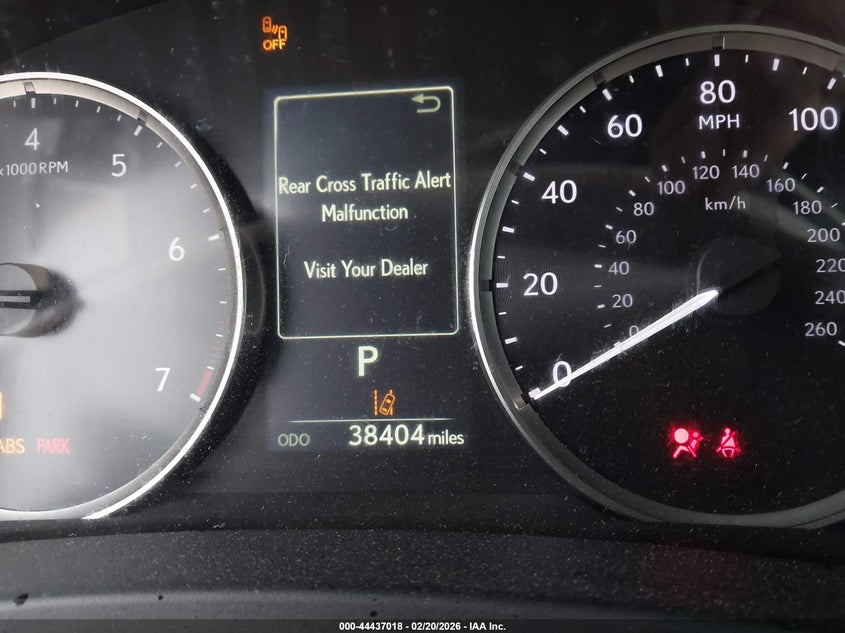 OFF
4
5
6
7
x1000 RPM
Rear Cross Traffic Alert
Malfunction
Visit Your Dealer
P
ODO 38404 miles
ABS PARK
0
20
40
60
80
100
MPH
km/h
0
20
40
60
80
100
120
140
160
180
200
220
240
260
000-44437018 - 02/20/2026 - IAA Inc.